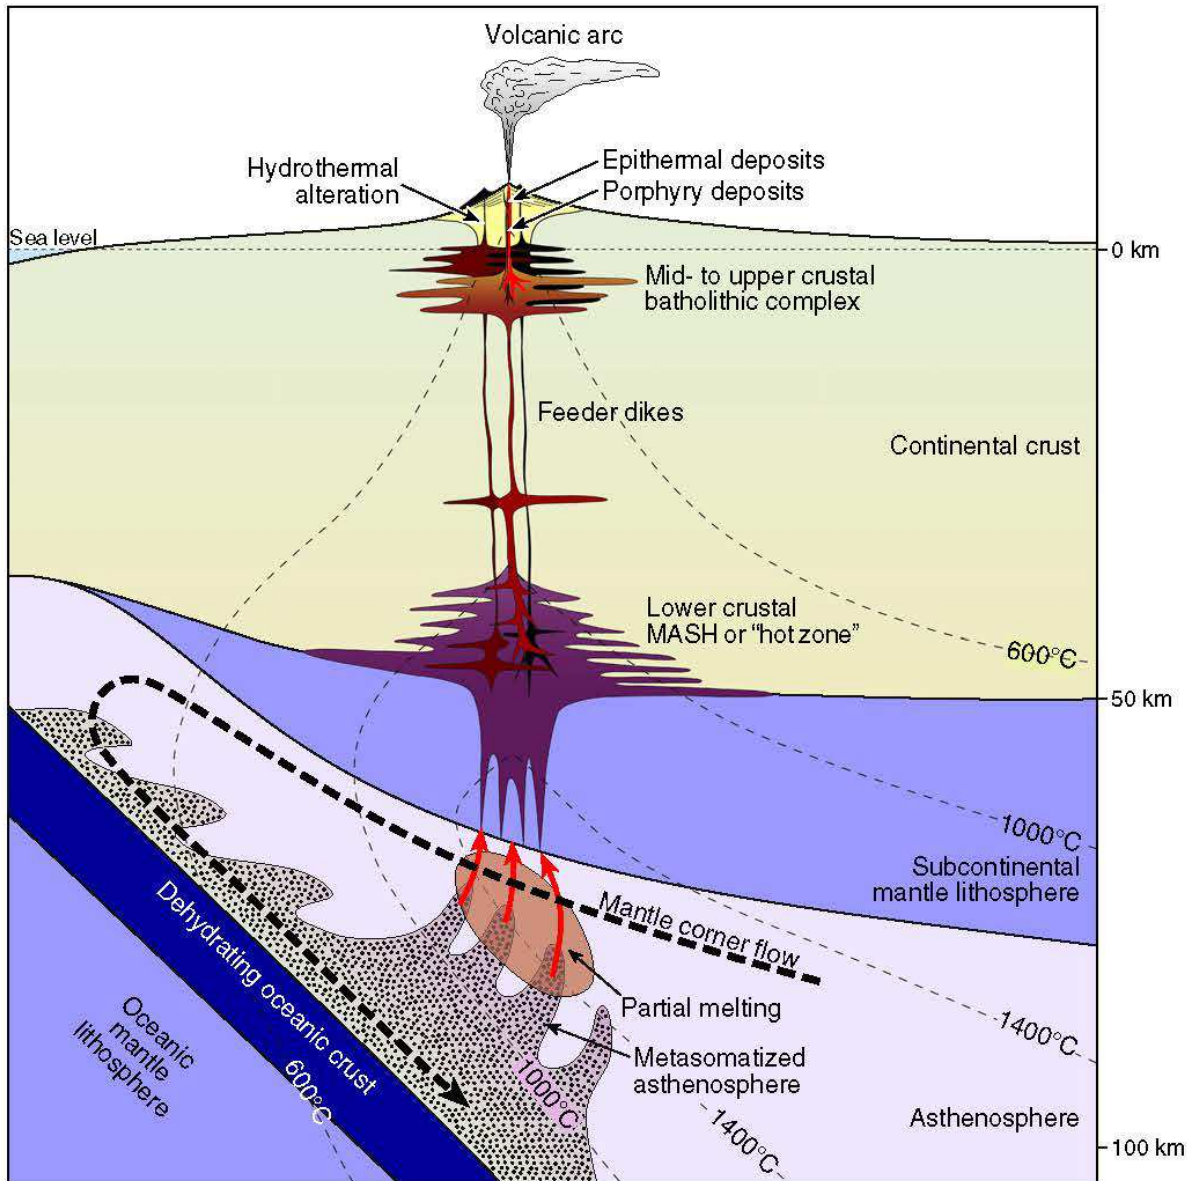 Volcanic arc
Hydrothermal
alteration
Epithermal deposits
Porphyry deposits
Sea level
0 km
Mid- to upper crustal
batholithic complex
Feeder dikes
Continental crust
Lower crustal
MASH or “hot zone”
600°C
50 km
1000°C
Subcontinental
mantle lithosphere
Mantle corner flow
Dehydrating oceanic crust
Oceanic
mantle
lithosphere
600°C
Partial melting
Metasomatized
asthenosphere
1000°C
1400°C
1400°C
Asthenosphere
100 km